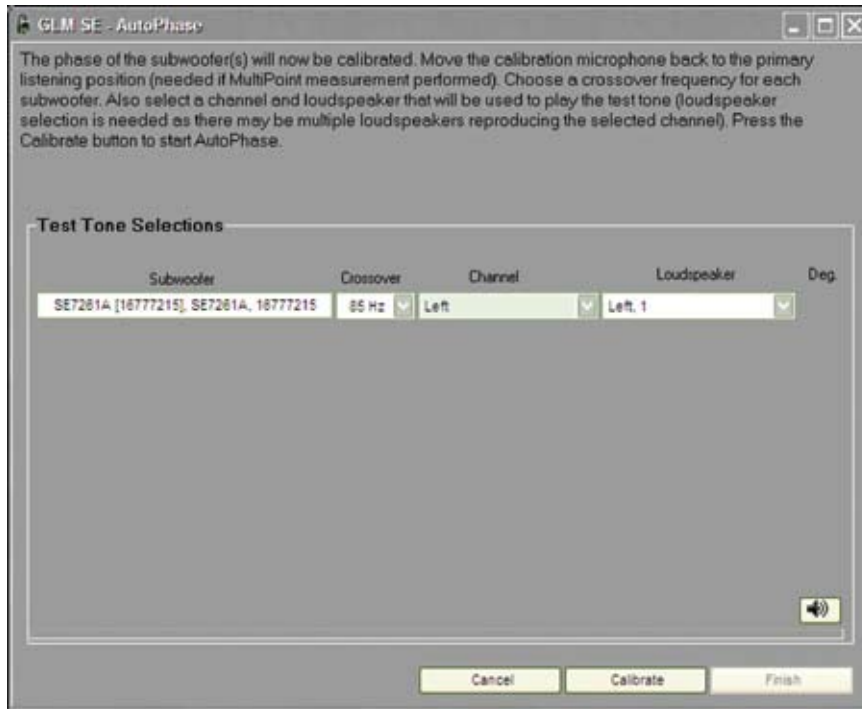 GLM SE - AutoPhase
The phase of the subwoofer(s) will now be calibrated. Move the calibration microphone back to the primary
listening position (needed if MultiPoint measurement performed). Choose a crossover frequency for each
subwoofer. Also select a channel and loudspeaker that will be used to play the test tone (loudspeaker
selection is needed as there may be multiple loudspeakers reproducing the selected channel). Press the
Calibrate button to start AutoPhase.
Test Tone Selections
Subwoofer Crossover Channel Loudspeaker Deg.
SE7261A [16777215], SE7261A, 16777215 85 Hz Left Left, 1
Cancel Calibrate Finish